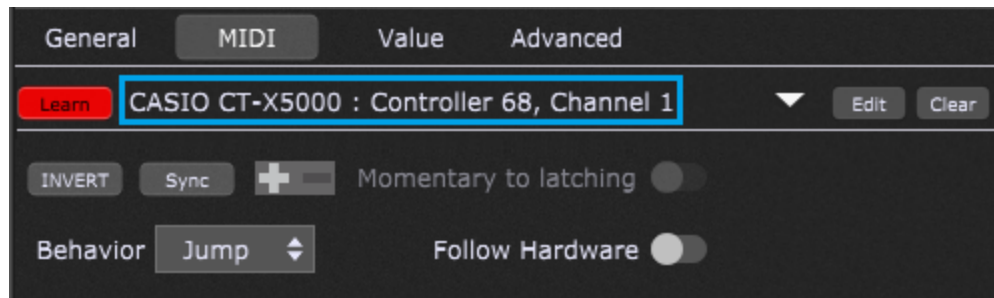 General MIDI Value Advanced
Learn CASIO CT-X5000 : Controller 68, Channel 1 Edit Clear
INVERT Sync Momentary to latching
Behavior Jump Follow Hardware